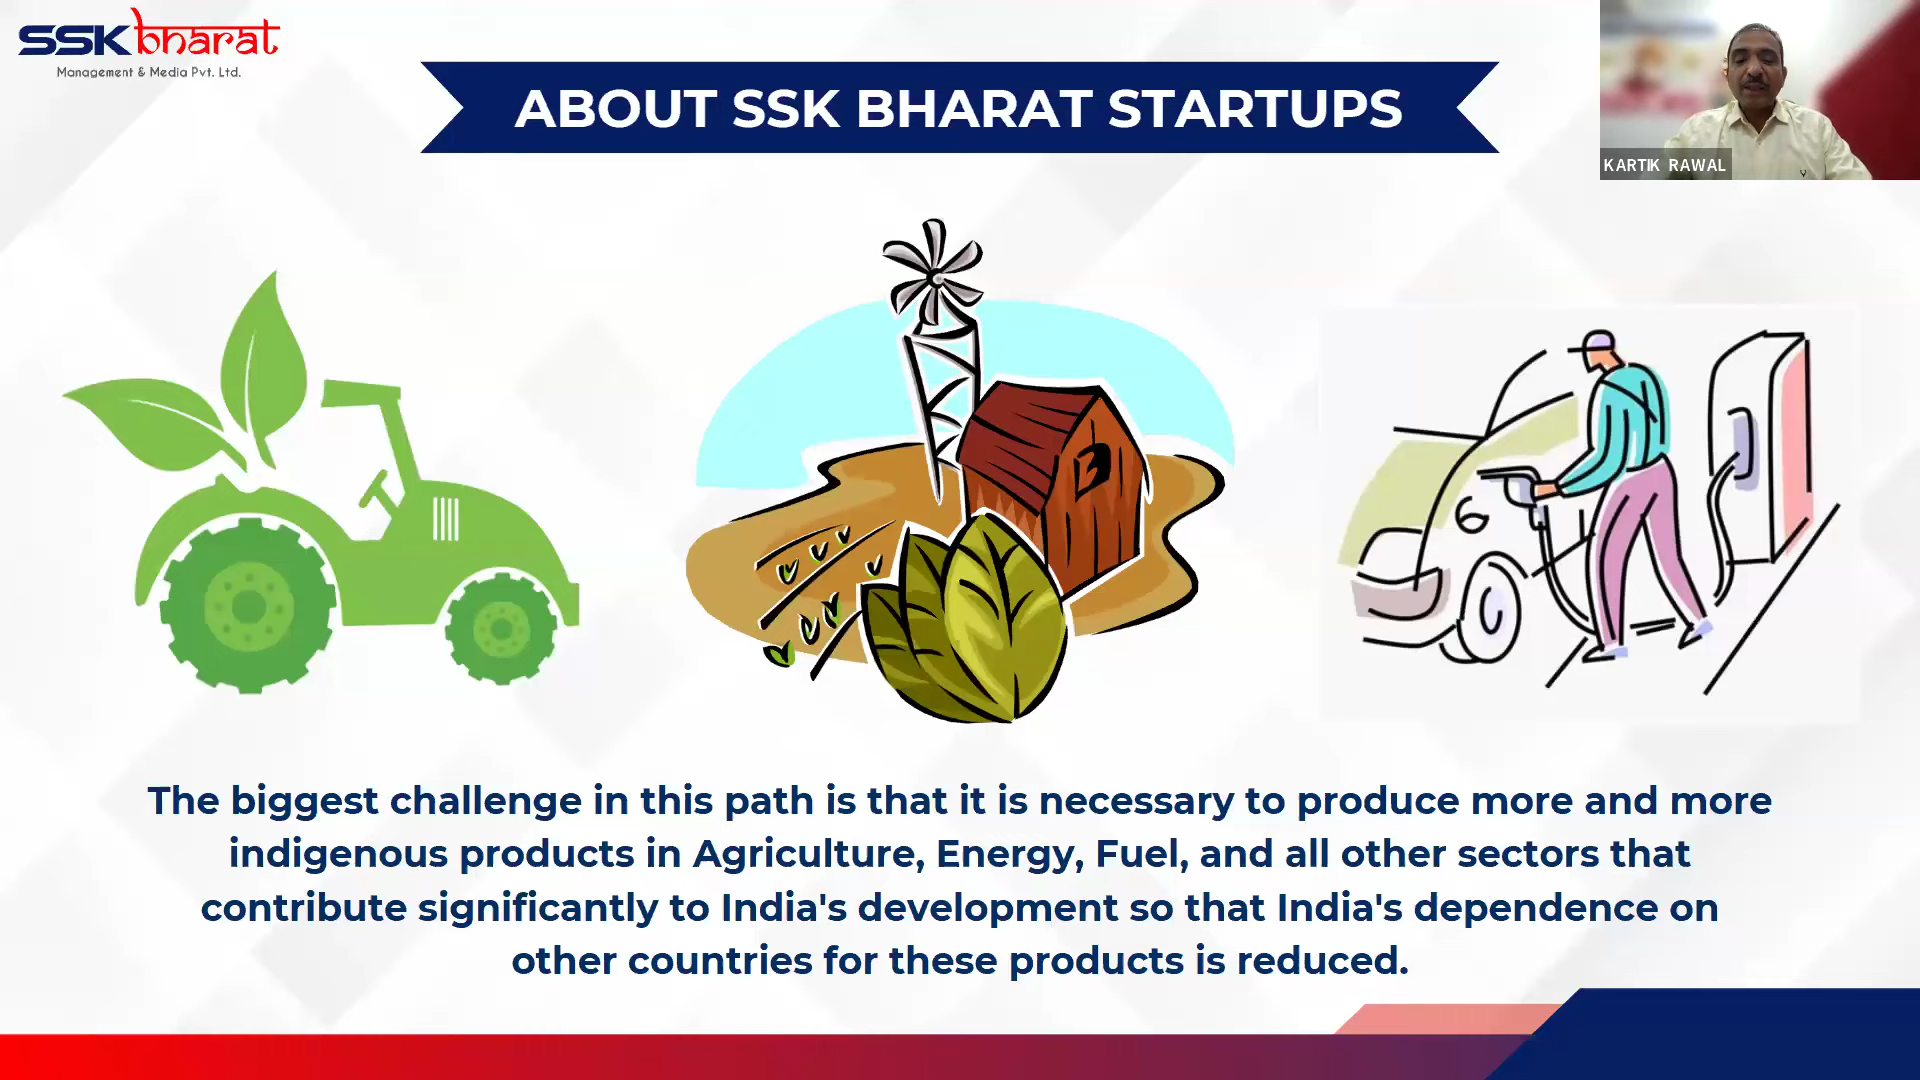 SSK bharat
Management & Media Pvt. Ltd.
ABOUT SSK BHARAT STARTUPS
KARTIK RAWAL
The biggest challenge in this path is that it is necessary to produce more and more
indigenous products in Agriculture, Energy, Fuel, and all other sectors that
contribute significantly to India's development so that India's dependence on
other countries for these products is reduced.